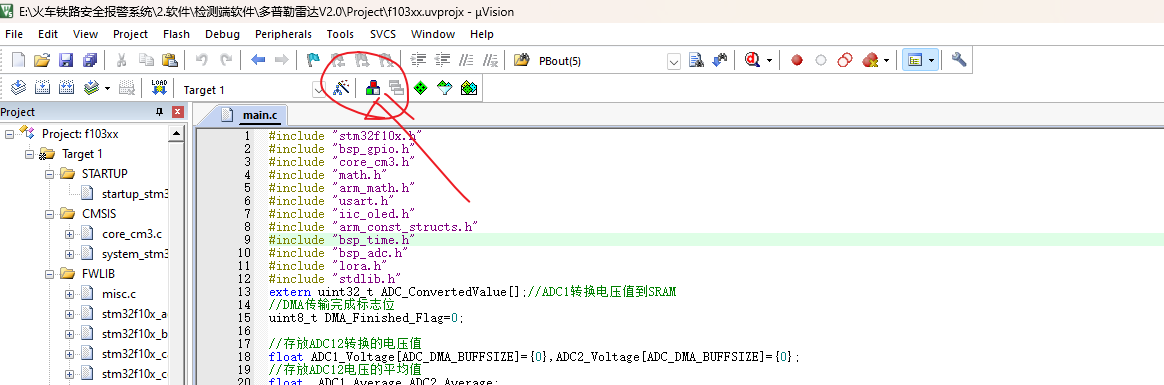 E:\火车铁路安全报警系统\2.软件\检测端软件\多普勒雷达V2.0\Project\f103xx.uvprojx - µVision
File Edit View Project Flash Debug Peripherals Tools SVCS Window Help
PBout(5)
LOAD Target 1
Project
main.c
Project: f103xx
Target 1
STARTUP
startup_stm3
CMSIS
core_cm3.c
system_stm3
FWLIB
misc.c
stm32f10x_a
stm32f10x_b
stm32f10x_c
stm32f10x_c
1 #include "stm32f10x.h"
2 #include "bsp_gpio.h"
3 #include "core_cm3.h"
4 #include "math.h"
5 #include "arm_math.h"
6 #include "usart.h"
7 #include "iic_oled.h"
8 #include "arm_const_structs.h"
9 #include "bsp_time.h"
10 #include "bsp_adc.h"
11 #include "lora.h"
12 #include "stdlib.h"
13 extern uint32_t ADC_ConvertedValue[];//ADC1转换电压值到SRAM
14 //DMA传输完成标志位
15 uint8_t DMA_Finished_Flag=0;
16
17 //存放ADC12转换的电压值
18 float ADC1_Voltage[ADC_DMA_BUFFSIZE]={0},ADC2_Voltage[ADC_DMA_BUFFSIZE]={0};
19 //存放ADC12电压的平均值
20 float ADC1_Average,ADC2_Average;